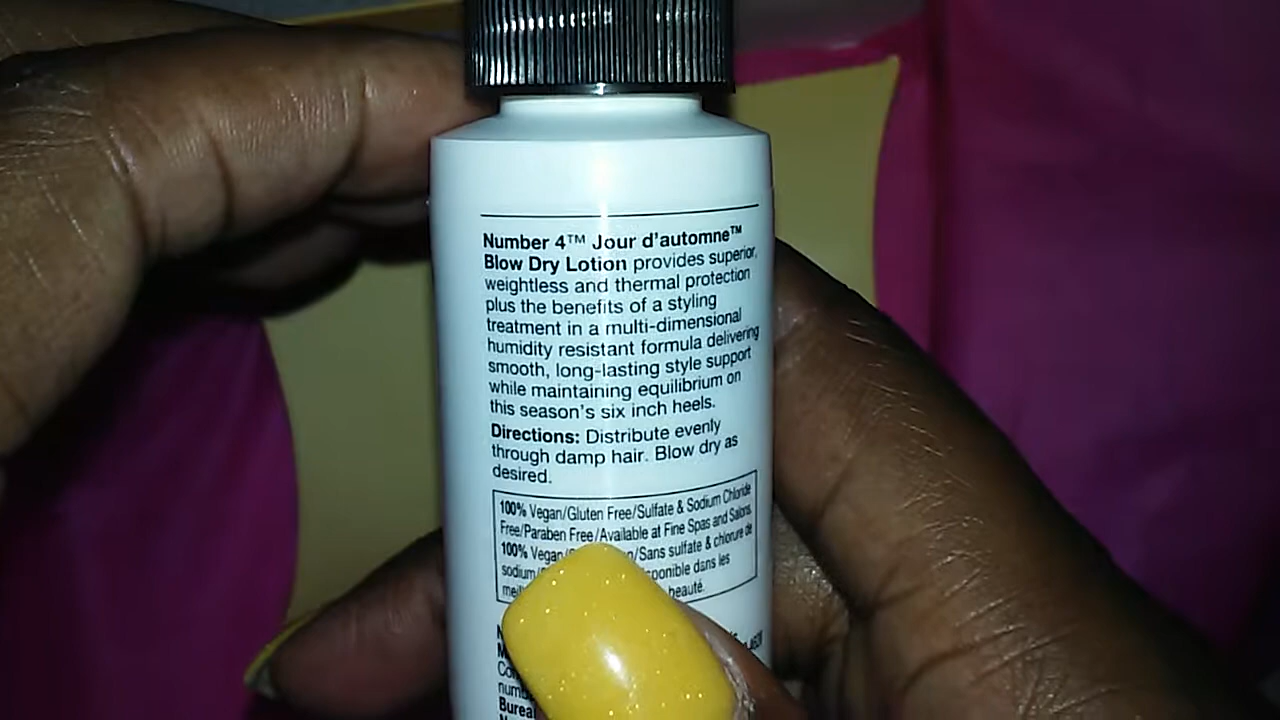 Number 4™ Jour d'automne™
Blow Dry Lotion provides superior,
weightless and thermal protection
plus the benefits of a styling
treatment in a multi-dimensional
humidity resistant formula delivering
smooth, long-lasting style support
while maintaining equilibrium on
this season's six inch heels.
Directions: Distribute evenly
through damp hair. Blow dry as
desired.
100% Vegan/Gluten Free/Sulfate & Sodium Chloride
Free/Paraben Free/Available at Fine Spas and Salons.
100% Vegan/ /Sans sulfate & chlorure de
sodium/ dans les
beauté.